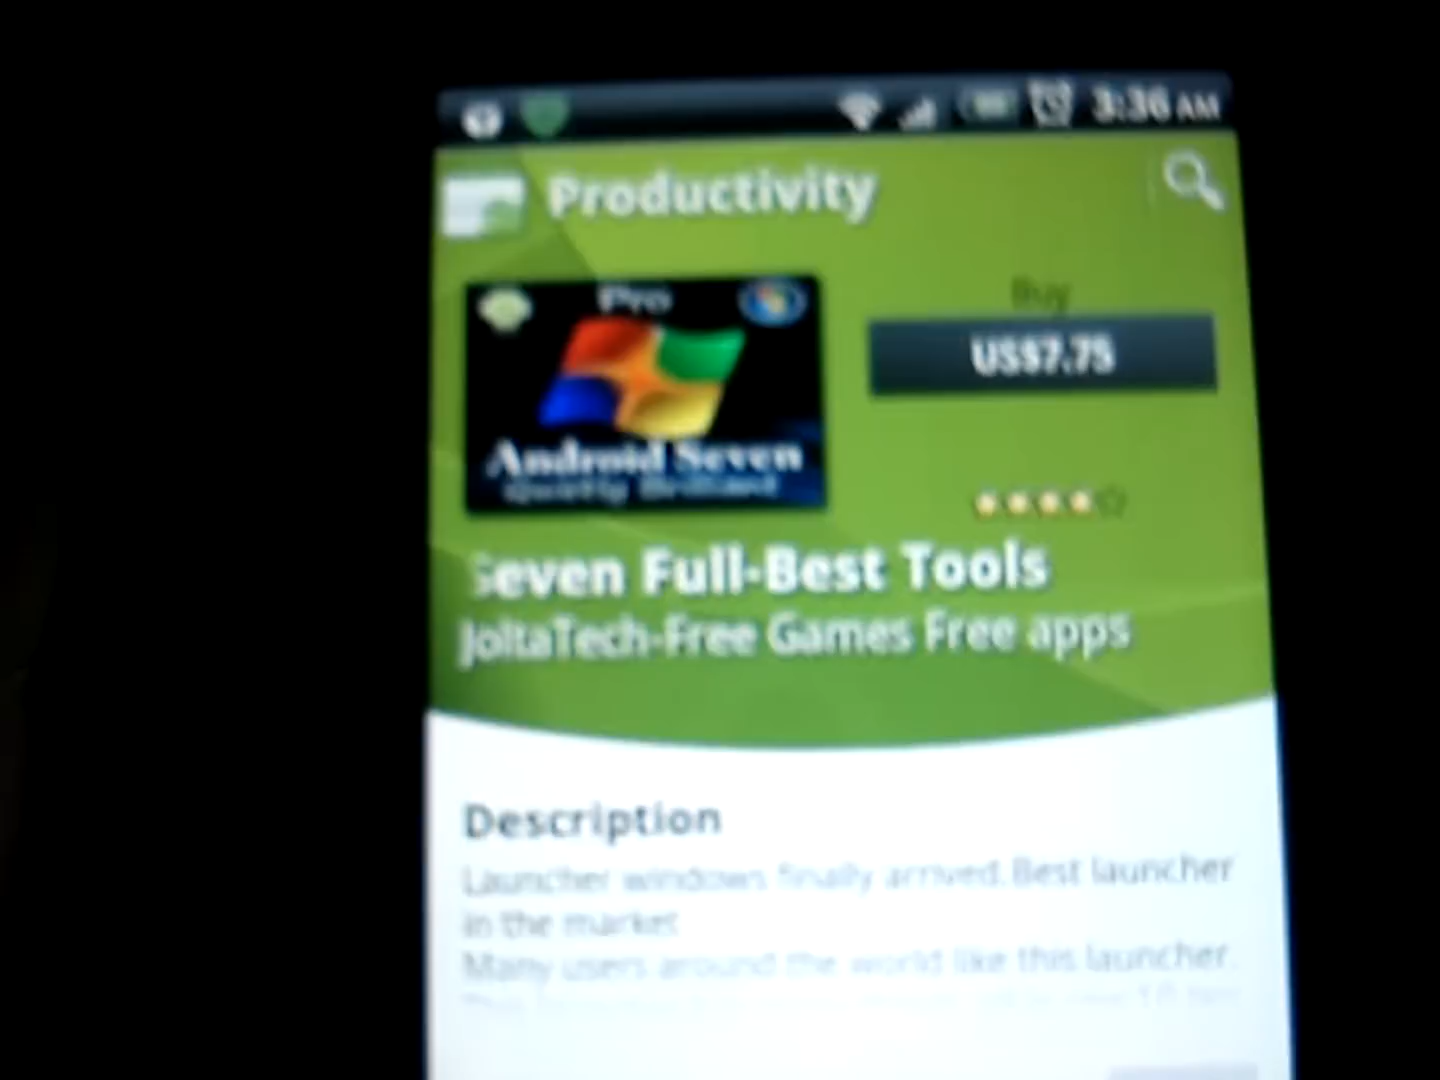 3:36 AM
Productivity
Pro
Buy
US$7.75
Android Seven
Quietly Brilliant
Seven Full-Best Tools
JoltaTech-Free Games Free apps
Description
Launcher windows finally arrived.Best launcher
in the market
Many users around the world like this launcher.